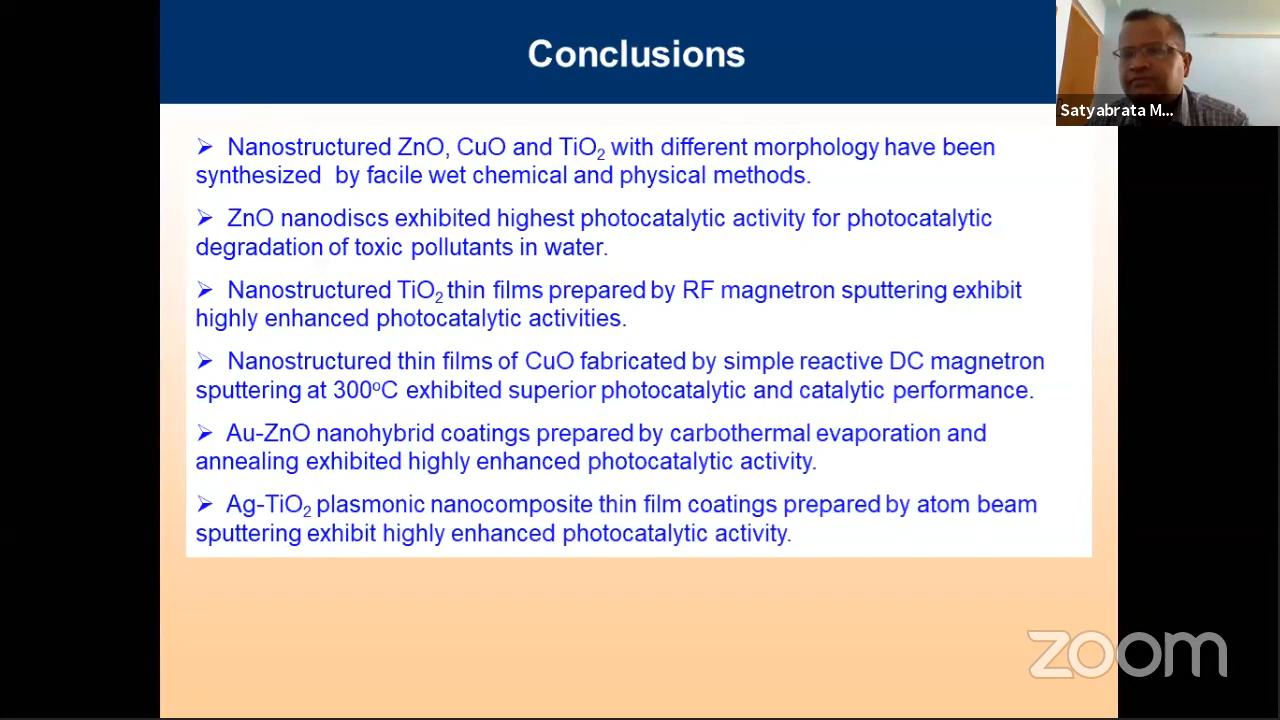 Conclusions
Satyabrata M...
➢ Nanostructured ZnO, CuO and TiO₂ with different morphology have been
synthesized by facile wet chemical and physical methods.
➢ ZnO nanodiscs exhibited highest photocatalytic activity for photocatalytic
degradation of toxic pollutants in water.
➢ Nanostructured TiO₂ thin films prepared by RF magnetron sputtering exhibit
highly enhanced photocatalytic activities.
➢ Nanostructured thin films of CuO fabricated by simple reactive DC magnetron
sputtering at 300ºC exhibited superior photocatalytic and catalytic performance.
➢ Au-ZnO nanohybrid coatings prepared by carbothermal evaporation and
annealing exhibited highly enhanced photocatalytic activity.
➢ Ag-TiO₂ plasmonic nanocomposite thin film coatings prepared by atom beam
sputtering exhibit highly enhanced photocatalytic activity.
zoom